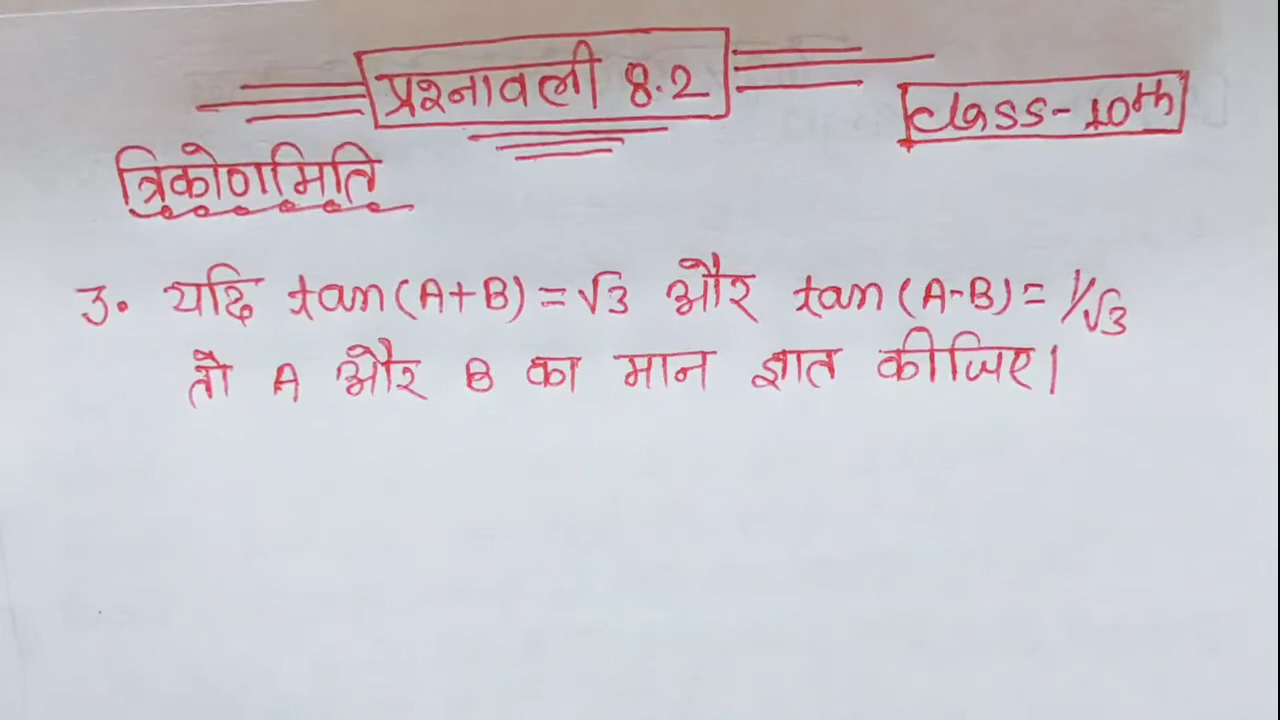 प्रश्नावली 8.2
class-10th
त्रिकोणमिति
3. यदि tan(A+B)=√3 और tan(A-B)=1/√3
तो A और B का मान ज्ञात कीजिए।